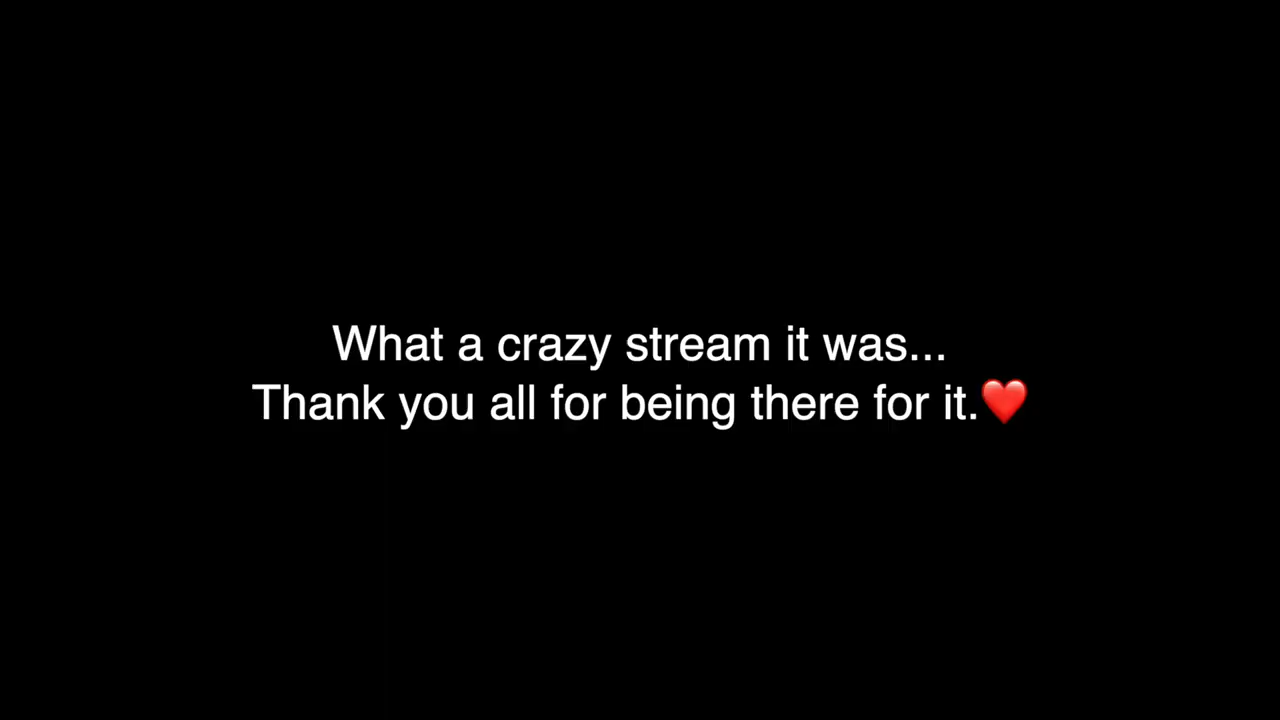 What a crazy stream it was...
Thank you all for being there for it.❤️